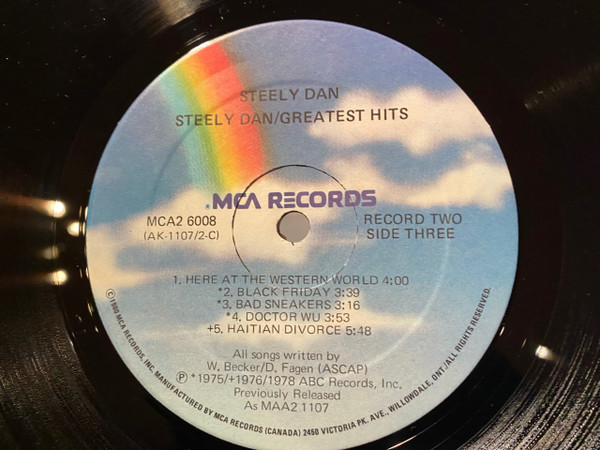 STEELY DAN
STEELY DAN/GREATEST HITS
MCA RECORDS
MCA2 6008
(AK-1107/2-C)
RECORD TWO
SIDE THREE
1. HERE AT THE WESTERN WORLD 4:00
*2. BLACK FRIDAY 3:39
*3. BAD SNEAKERS 3:16
*4. DOCTOR WU 3:53
+5. HAITIAN DIVORCE 5:48
All songs written by
W. Becker/D. Fagen (ASCAP)
℗ *1975/+1976/1978 ABC Records, Inc.
Previously Released
As MAA2 1107
©1980 MCA RECORDS, INC. MANUFACTURED BY MCA RECORDS (CANADA) 2450 VICTORIA PK. AVE., WILLOWDALE, ONT./ALL RIGHTS RESERVED.